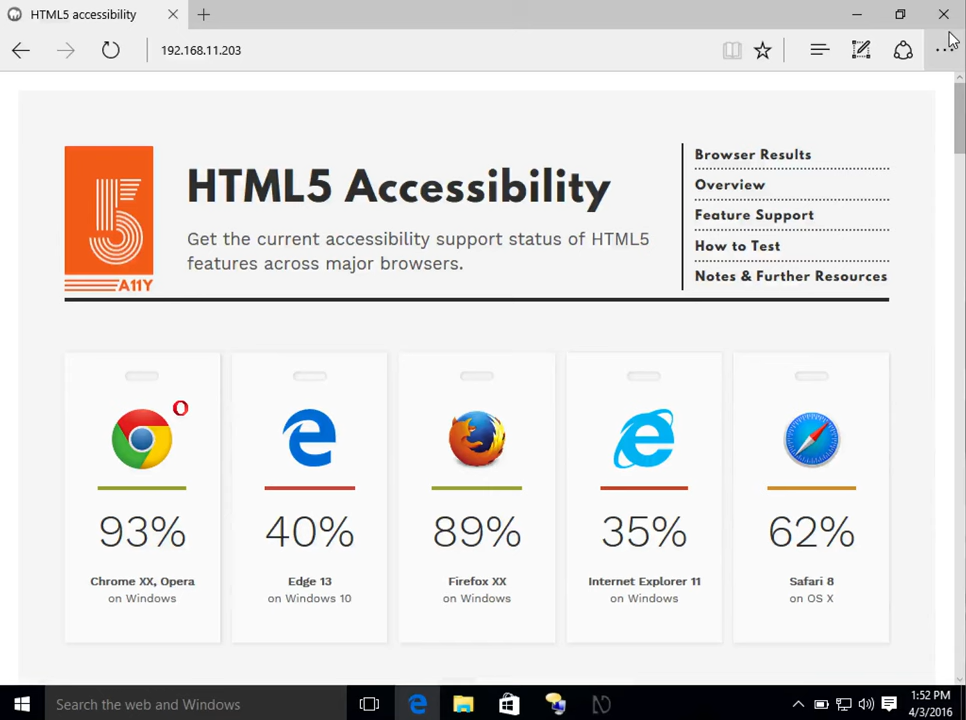 HTML5 accessibility
192.168.11.203
5
A11Y
HTML5 Accessibility
Get the current accessibility support status of HTML5
features across major browsers.
Browser Results
Overview
Feature Support
How to Test
Notes & Further Resources
93%
Chrome XX, Opera
on Windows
40%
Edge 13
on Windows 10
89%
Firefox XX
on Windows
35%
Internet Explorer 11
on Windows
62%
Safari 8
on OS X
Search the web and Windows
1:52 PM
4/3/2016